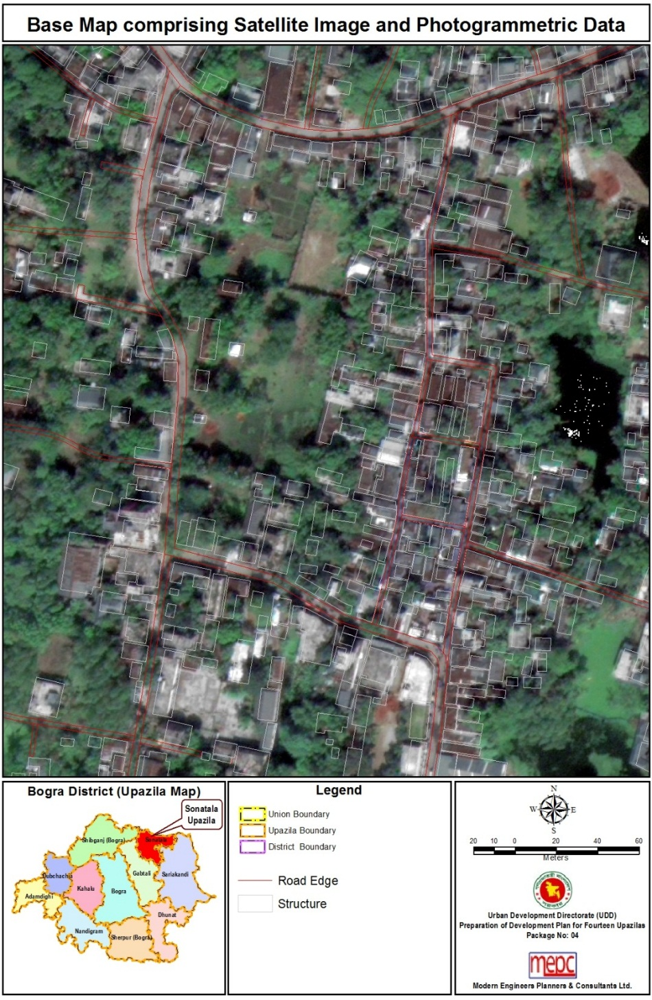 Base Map comprising Satellite Image and Photogrammetric Data
Bogra District (Upazila Map)
Sonatala
Upazila
Shibganj (Bogra)
Sonatala
Gabtali
Sariakandi
Dubchachia
Kahalu
Bogra
Adamdighi
Dhunat
Nandigram
Sherpur (Bogra)
Legend
Union Boundary
Upazila Boundary
District Boundary
Road Edge
Structure
N
W E
S
20 10 0 20 40 60
Meters
Urban Development Directorate (UDD)
Preparation of Development Plan for Fourteen Upazilas
Package No: 04
mepc
Modern Engineers Planners & Consultants Ltd.